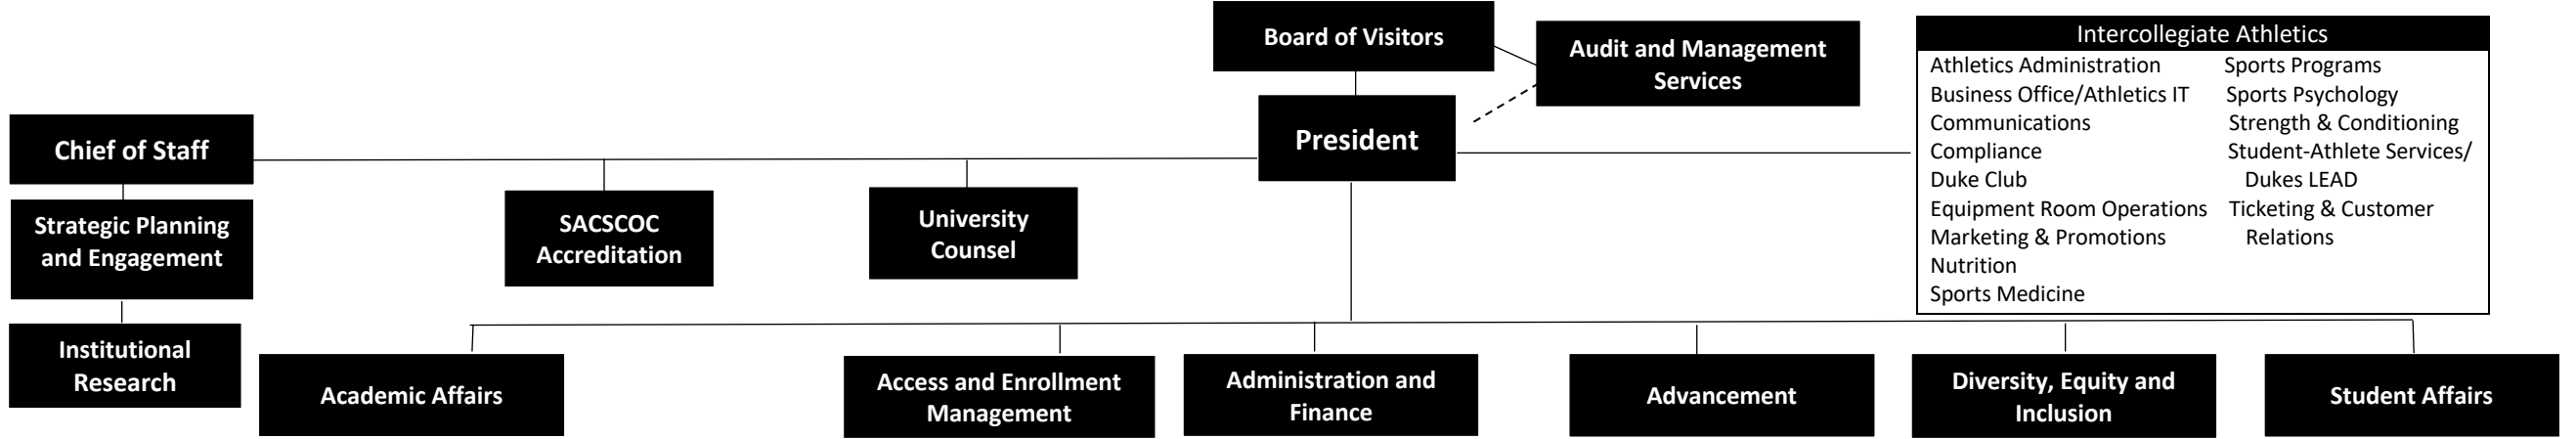 Board of Visitors
Audit and Management
Services
President
Chief of Staff
Strategic Planning
and Engagement
Institutional
Research
SACSCOC
Accreditation
University
Counsel
Intercollegiate Athletics
Athletics Administration Sports Programs
Business Office/Athletics IT Sports Psychology
Communications Strength & Conditioning
Compliance Student-Athlete Services/
Duke Club Dukes LEAD
Equipment Room Operations Ticketing & Customer
Marketing & Promotions Relations
Nutrition
Sports Medicine
Academic Affairs
Access and Enrollment
Management
Administration and
Finance
Advancement
Diversity, Equity and
Inclusion
Student Affairs